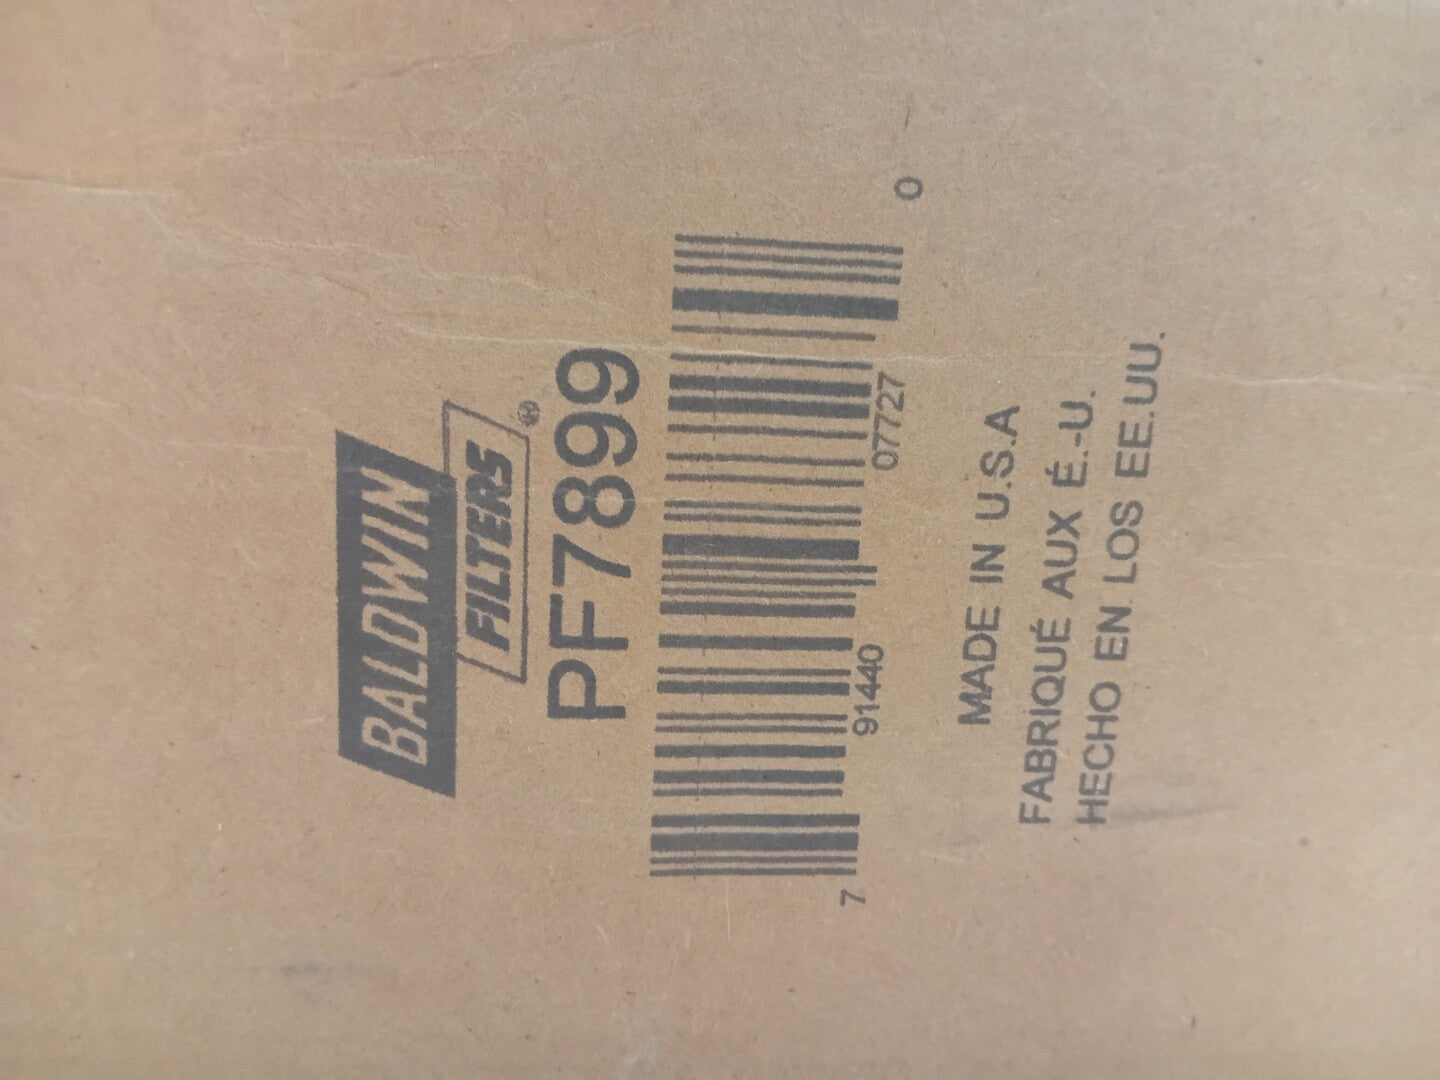 BALDWIN
FILTERS®
PF7899
7 91440 07727 0
MADE IN U.S.A
FABRIQUÉ AUX É.-U.
HECHO EN LOS EE.UU.